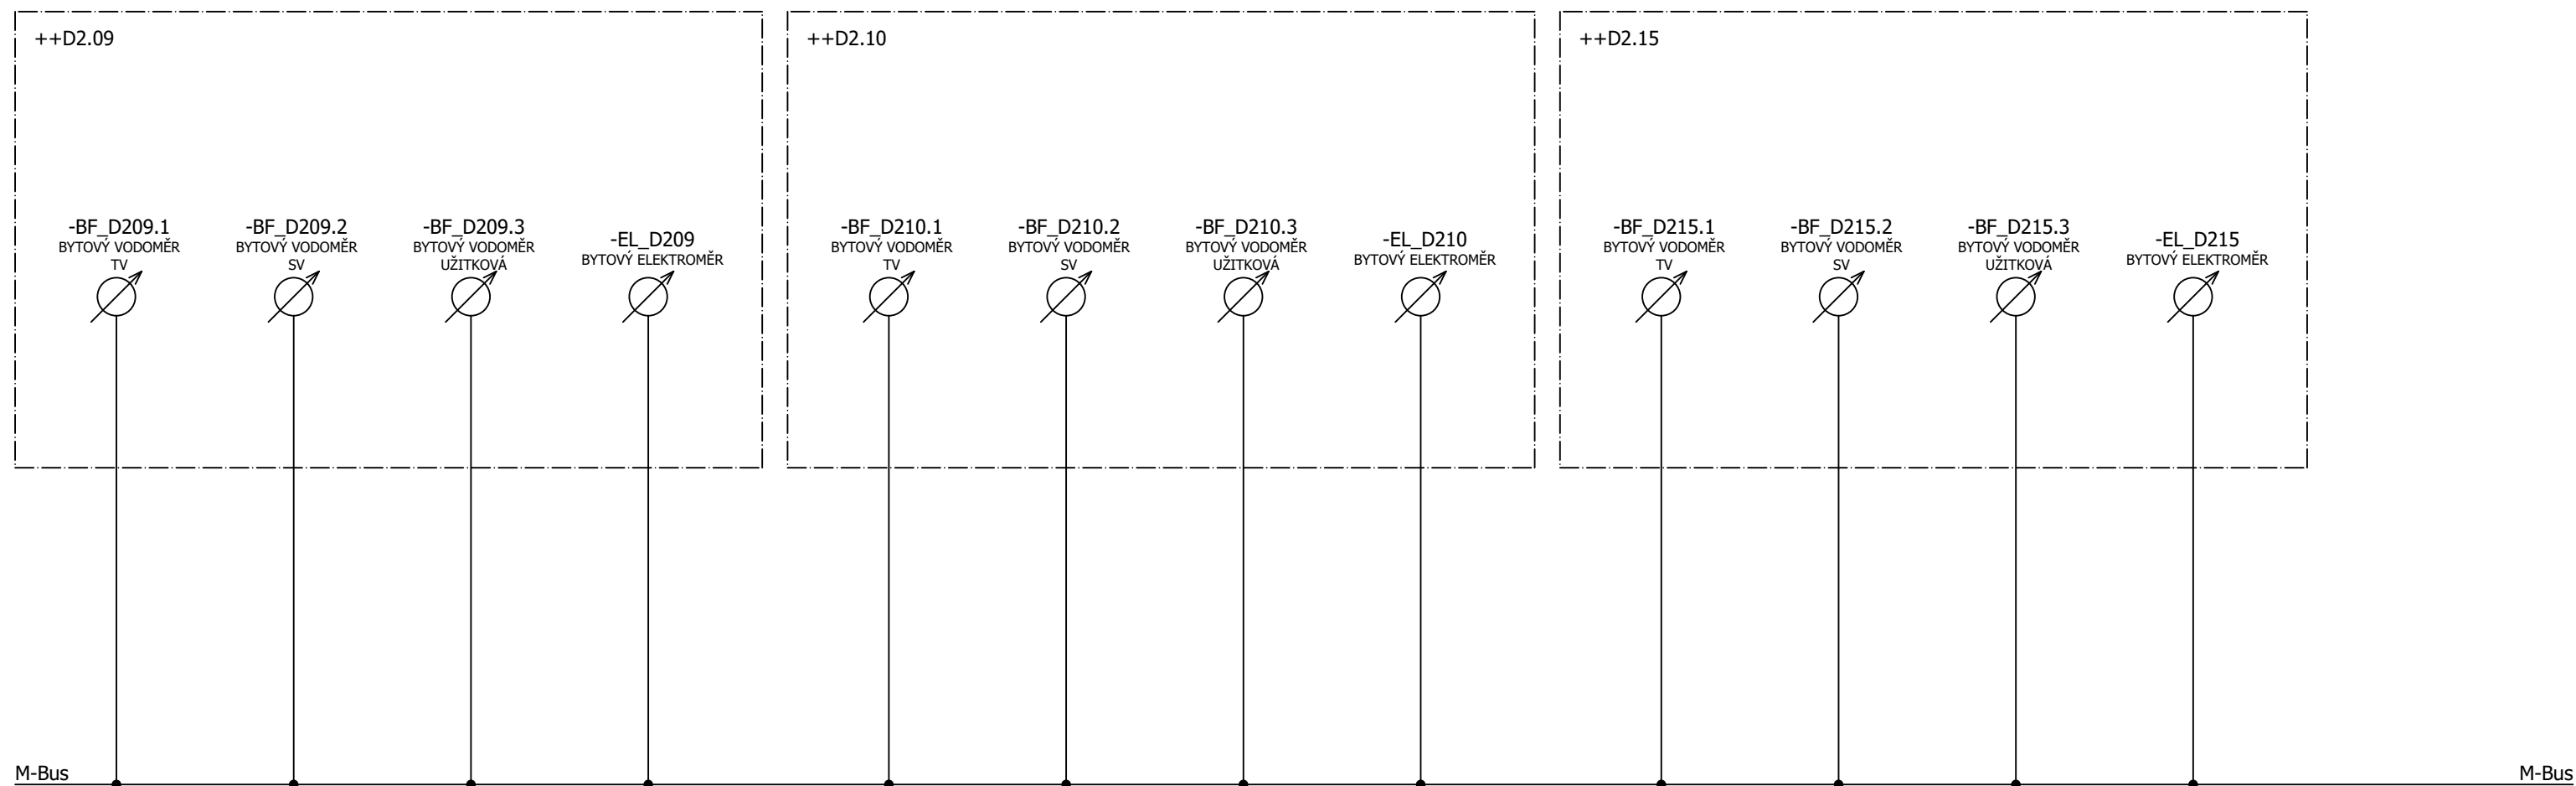 ++D2.09
-BF_D209.1
BYTOVÝ VODOMĚR
TV
-BF_D209.2
BYTOVÝ VODOMĚR
SV
-BF_D209.3
BYTOVÝ VODOMĚR
UŽITKOVÁ
-EL_D209
BYTOVÝ ELEKTROMĚR
++D2.10
-BF_D210.1
BYTOVÝ VODOMĚR
TV
-BF_D210.2
BYTOVÝ VODOMĚR
SV
-BF_D210.3
BYTOVÝ VODOMĚR
UŽITKOVÁ
-EL_D210
BYTOVÝ ELEKTROMĚR
++D2.15
-BF_D215.1
BYTOVÝ VODOMĚR
TV
-BF_D215.2
BYTOVÝ VODOMĚR
SV
-BF_D215.3
BYTOVÝ VODOMĚR
UŽITKOVÁ
-EL_D215
BYTOVÝ ELEKTROMĚR
M-Bus
M-Bus